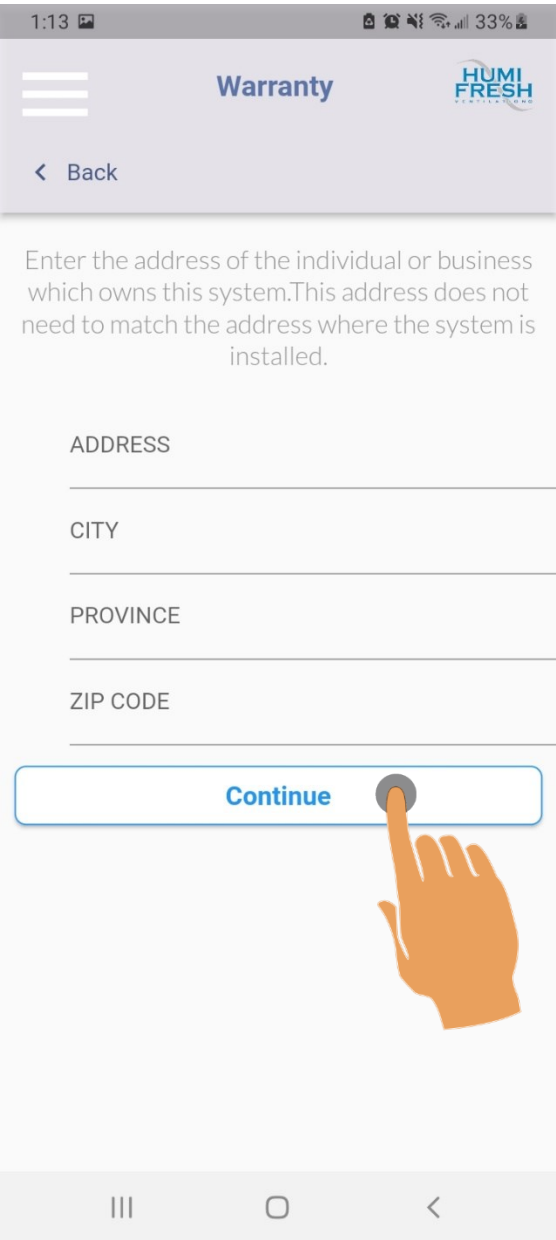 1:13 33%
Warranty
HUMI
FRESH
VENTILATIONS
Back
Enter the address of the individual or business
which owns this system.This address does not
need to match the address where the system is
installed.
ADDRESS
CITY
PROVINCE
ZIP CODE
Continue